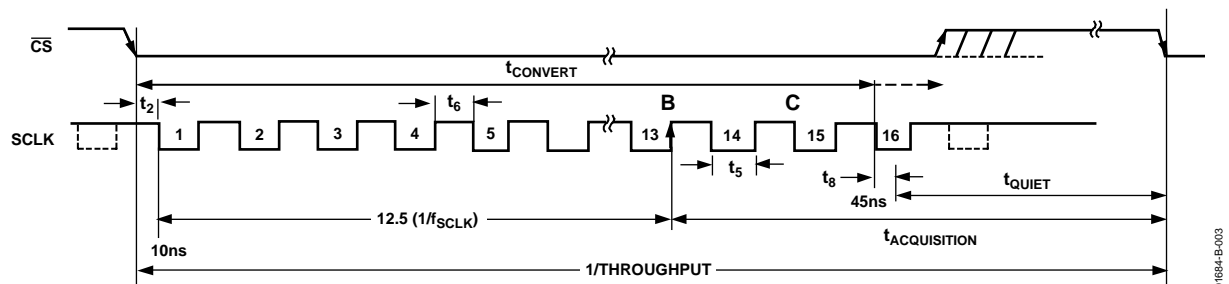 CS
tCONVERT
t2
t6
B
C
SCLK
1
2
3
4
5
13
14
15
16
t5
t8
tQUIET
45ns
12.5 (1/fSCLK)
tACQUISITION
10ns
1/THROUGHPUT
01684-B-003